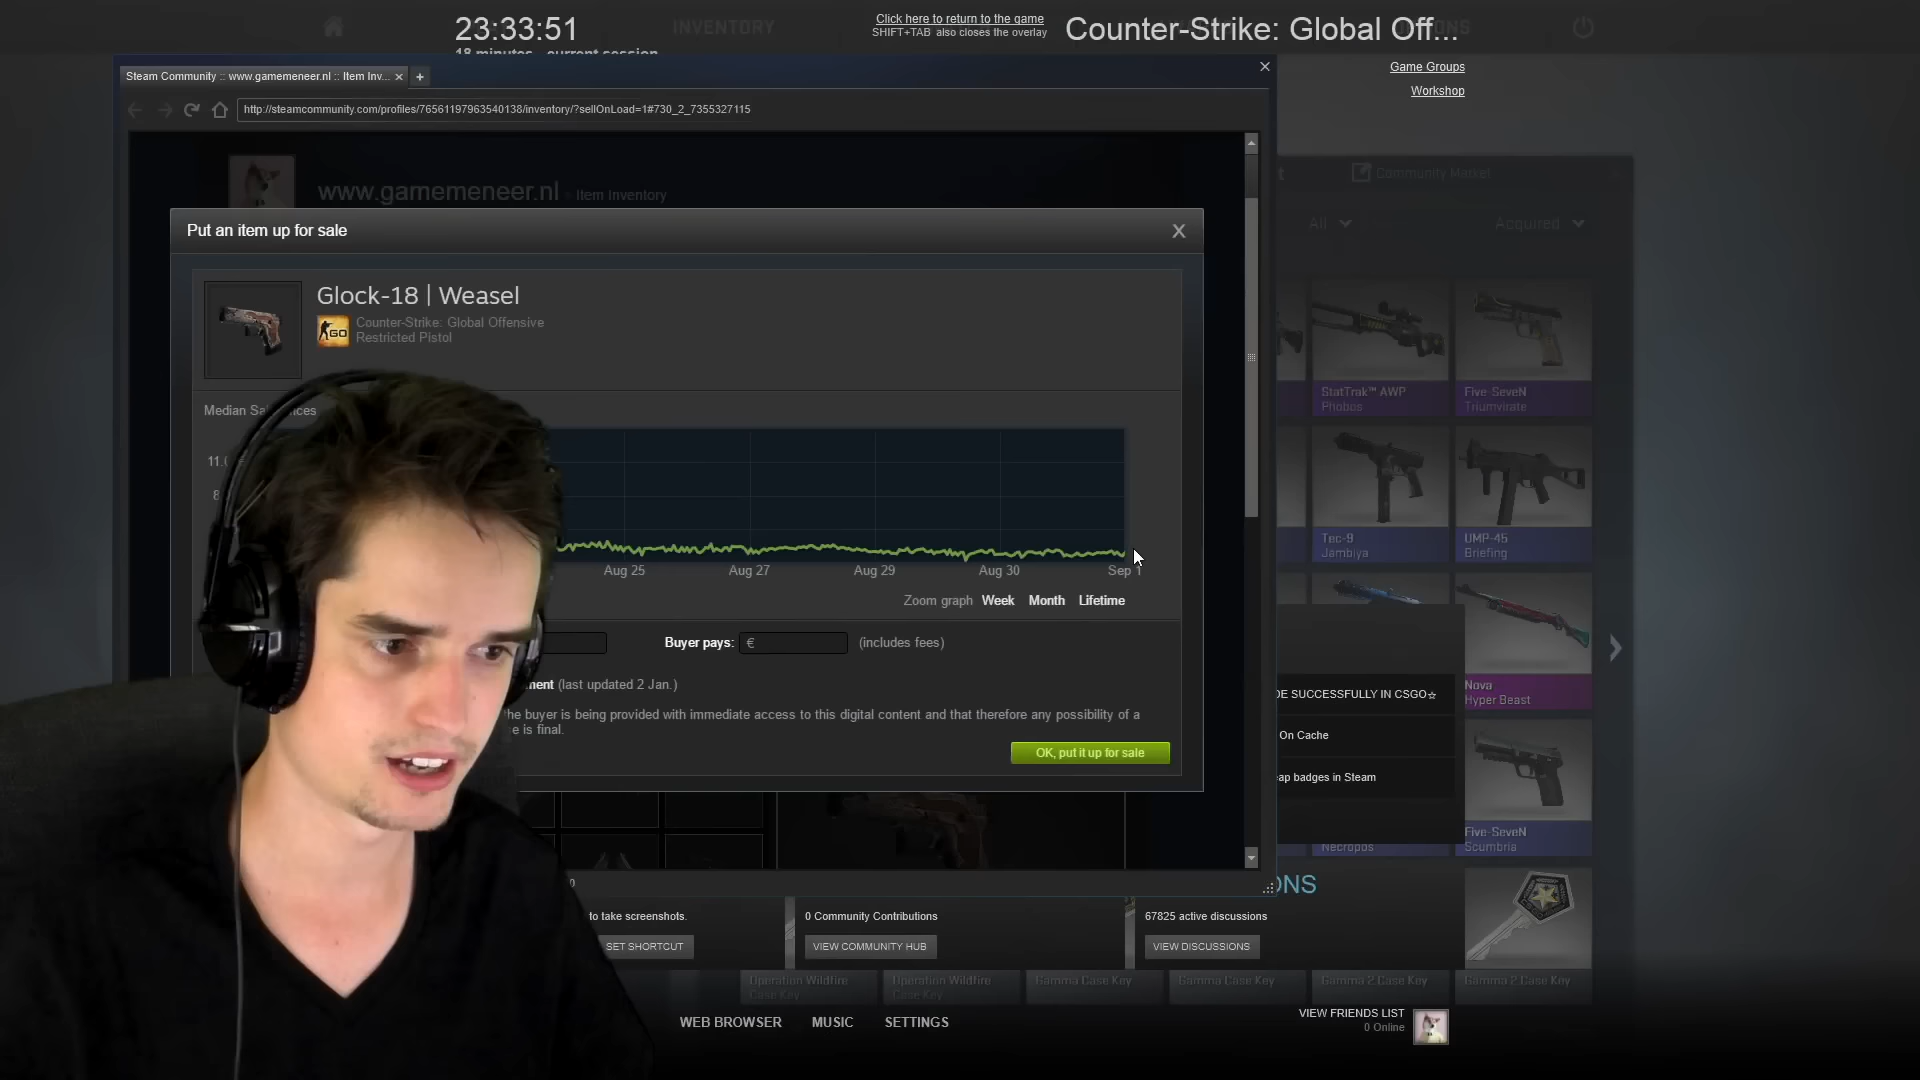 23:33:51
18 minutes - current session
INVENTORY
Click here to return to the game
SHIFT+TAB also closes the overlay
Counter-Strike: Global Off...
Game Groups
Workshop
Steam Community :: www.gamemeneer.nl :: Item Inv...
http://steamcommunity.com/profiles/76561197963540138/inventory/?sellOnLoad=1#730_2_7355327115
www.gamemeneer.nl
Item Inventory
Community Market
All
Acquired
Put an item up for sale
X
Glock-18 | Weasel
GO
Counter-Strike: Global Offensive
Restricted Pistol
Median
Aug 25
Aug 27
Aug 29
Aug 30
Sep 1
Zoom graph Week Month Lifetime
Buyer pays: €
(includes fees)
(last updated 2 Jan.)
the buyer is being provided with immediate access to this digital content and that therefore any possibility of a
e is final.
OK, put it up for sale
StatTrak™ AWP
Phobos
Five-SeveN
Triumvirate
Tec-9
Jambiya
UMP-45
Briefing
Nova
Hyper Beast
DE SUCCESSFULLY IN CSGO☆
On Cache
ap badges in Steam
Necropos
Five-SeveN
Scumbria
ONS
to take screenshots.
SET SHORTCUT
0 Community Contributions
VIEW COMMUNITY HUB
67825 active discussions
VIEW DISCUSSIONS
Operation Wildfire
Case Key
Operation Wildfire
Case Key
Gamma Case Key
Gamma Case Key
Gamma 2 Case Key
Gamma 2 Case Key
WEB BROWSER
MUSIC
SETTINGS
VIEW FRIENDS LIST
0 Online